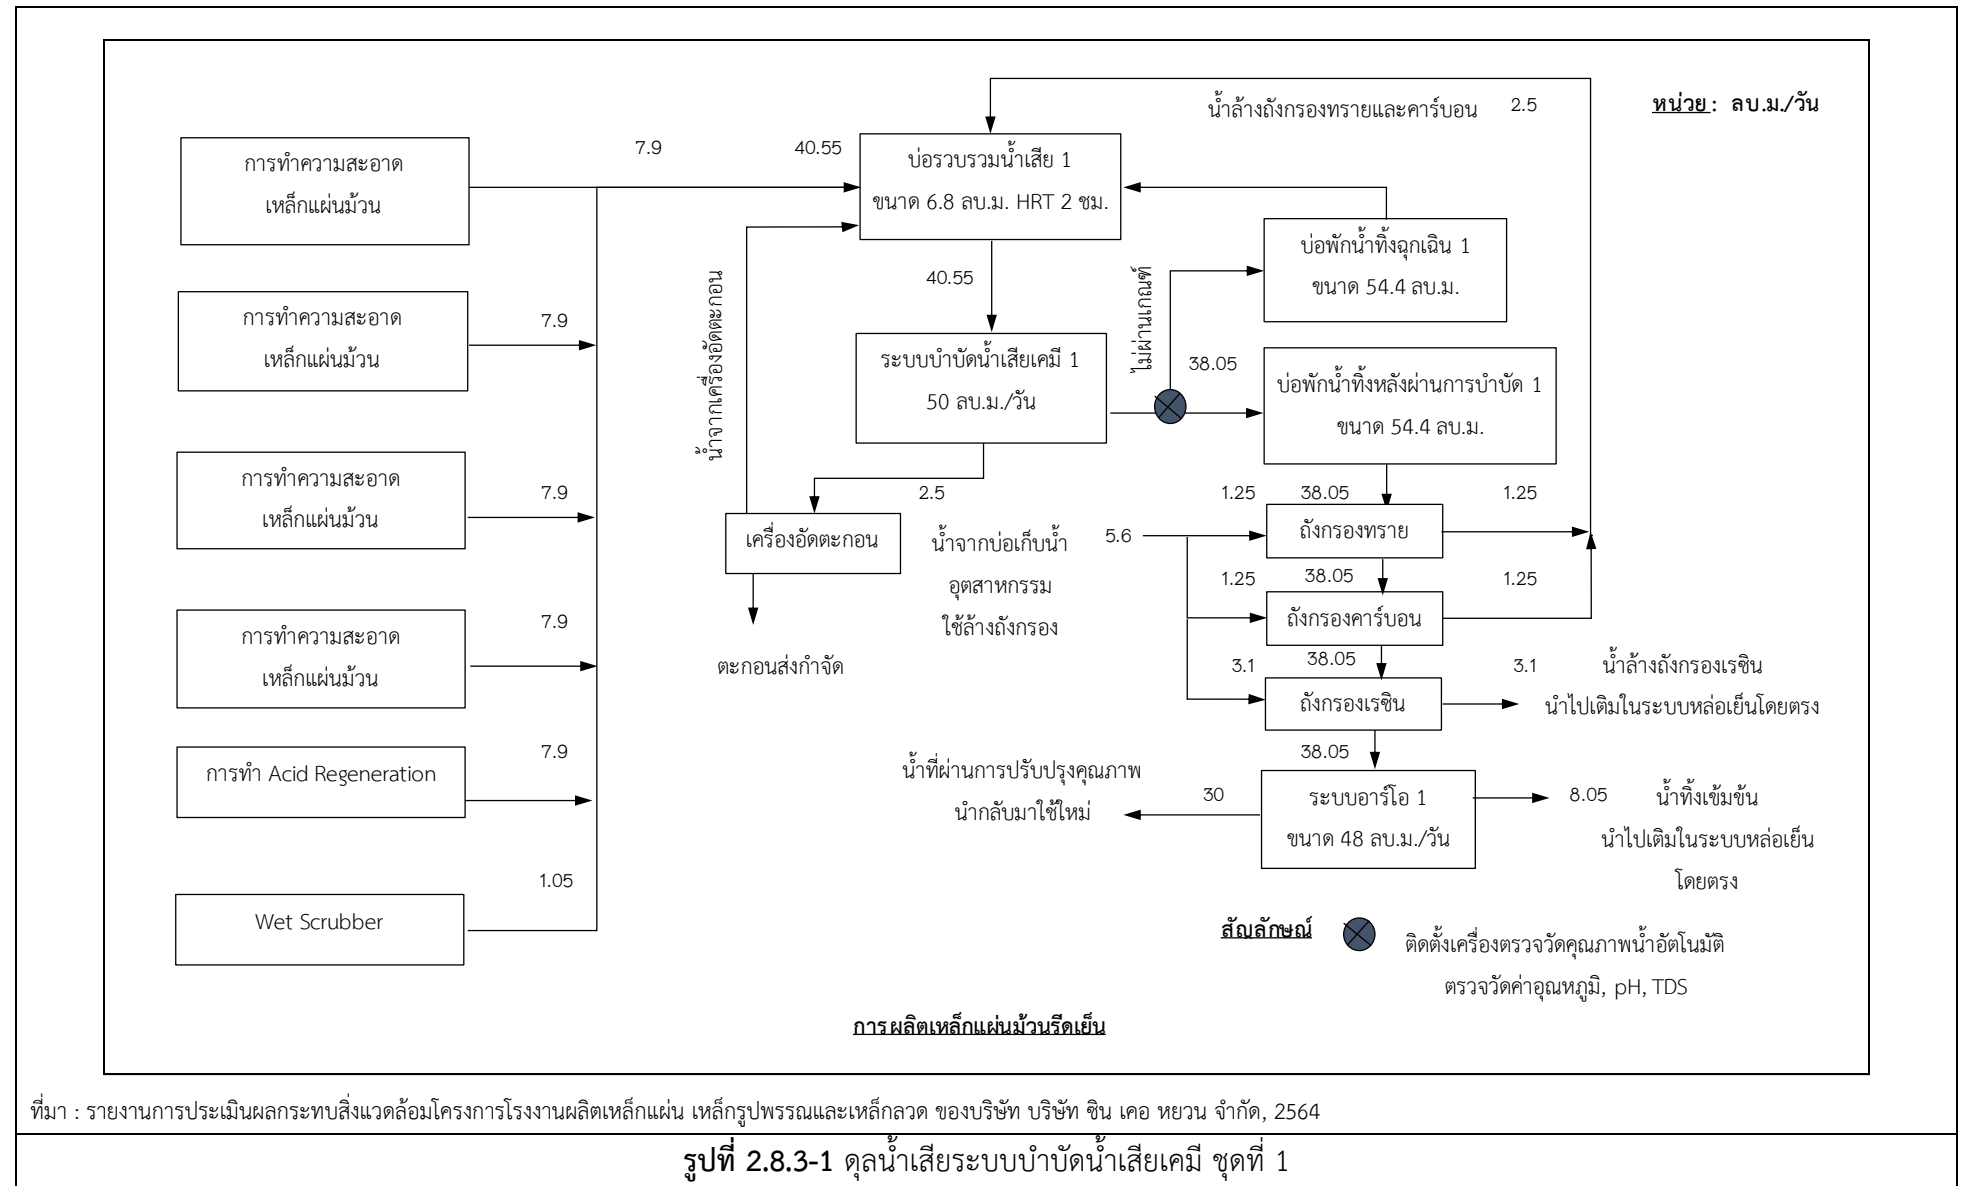 น้ำล้างถังกรองทรายและคาร์บอน 2.5
หน่วย : ลบ.ม./วัน
การทำความสะอาด
เหล็กแผ่นม้วน
7.9
40.55
บ่อรวบรวมน้ำเสีย 1
ขนาด 6.8 ลบ.ม. HRT 2 ชม.
บ่อพักน้ำทิ้งฉุกเฉิน 1
ขนาด 54.4 ลบ.ม.
40.55
น้ำจากเครื่องอัดตะกอน
ไม่ผ่านเกณฑ์
การทำความสะอาด
เหล็กแผ่นม้วน
7.9
ระบบบำบัดน้ำเสียเคมี 1
50 ลบ.ม./วัน
38.05
บ่อพักน้ำทิ้งหลังผ่านการบำบัด 1
ขนาด 54.4 ลบ.ม.
การทำความสะอาด
เหล็กแผ่นม้วน
7.9
2.5
1.25
38.05
1.25
เครื่องอัดตะกอน
น้ำจากบ่อเก็บน้ำ
อุตสาหกรรม
ใช้ล้างถังกรอง
5.6
ถังกรองทราย
1.25
38.05
1.25
ถังกรองคาร์บอน
การทำความสะอาด
เหล็กแผ่นม้วน
7.9
ตะกอนส่งกำจัด
3.1
38.05
3.1
น้ำล้างถังกรองเรซิน
นำไปเติมในระบบหล่อเย็นโดยตรง
ถังกรองเรซิน
38.05
การทำ Acid Regeneration
7.9
น้ำที่ผ่านการปรับปรุงคุณภาพ
นำกลับมาใช้ใหม่
30
ระบบอาร์โอ 1
ขนาด 48 ลบ.ม./วัน
8.05
น้ำทิ้งเข้มข้น
นำไปเติมในระบบหล่อเย็น
โดยตรง
Wet Scrubber
1.05
สัญลักษณ์
ติดตั้งเครื่องตรวจวัดคุณภาพน้ำอัตโนมัติ
ตรวจวัดค่าอุณหภูมิ, pH, TDS
การผลิตเหล็กแผ่นม้วนรีดเย็น
ที่มา : รายงานการประเมินผลกระทบสิ่งแวดล้อมโครงการโรงงานผลิตเหล็กแผ่น เหล็กรูปพรรณและเหล็กลวด ของบริษัท บริษัท ซิน เคอ หยวน จำกัด, 2564
รูปที่ 2.8.3-1 ดุลน้ำเสียระบบบำบัดน้ำเสียเคมี ชุดที่ 1